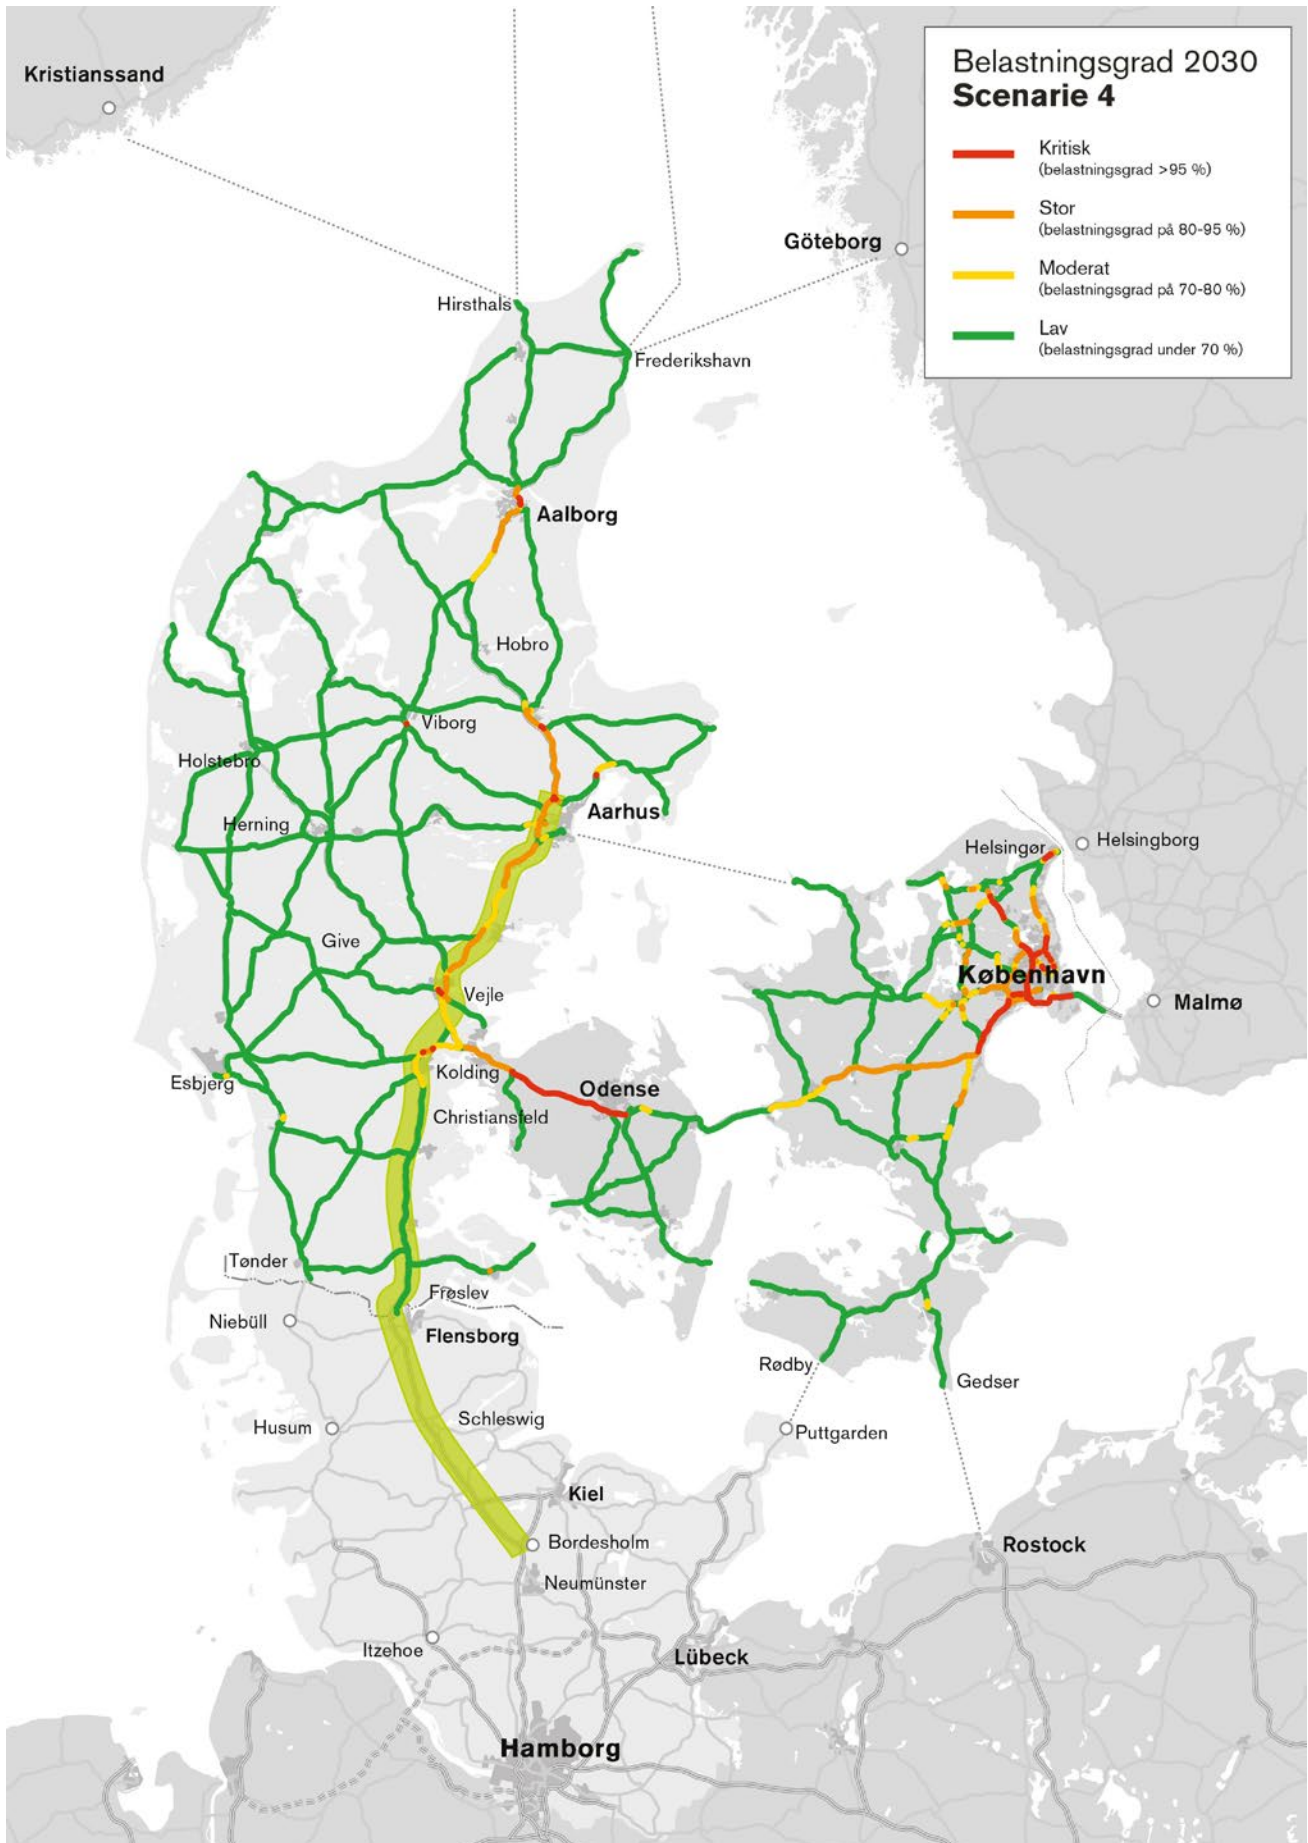 Belastningsgrad 2030
Scenarie 4
Kritisk
(belastningsgrad >95 %)
Stor
(belastningsgrad på 80-95 %)
Moderat
(belastningsgrad på 70-80 %)
Lav
(belastningsgrad under 70 %)
Kristianssand
Göteborg
Hirsthals
Frederikshavn
Aalborg
Hobro
Viborg
Holstebro
Aarhus
Herning
Helsingør
Helsingborg
Give
København
Vejle
Malmø
Kolding
Esbjerg
Odense
Christiansfeld
Tønder
Frøslev
Niebüll
Flensborg
Rødby
Gedser
Schleswig
Husum
Puttgarden
Kiel
Bordesholm
Rostock
Neumünster
Itzehoe
Lübeck
Hamborg